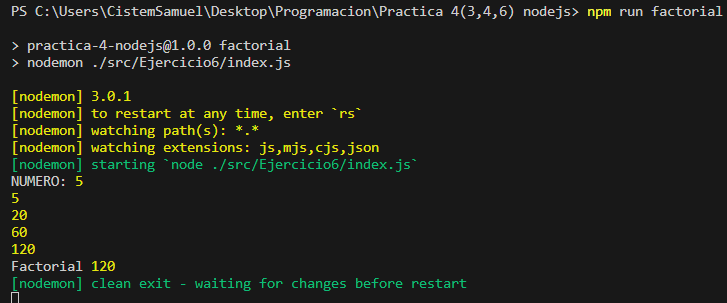 PS C:\Users\CistemSamuel\Desktop\Programacion\Practica 4(3,4,6) nodejs> npm run factorial
> practica-4-nodejs@1.0.0 factorial
> nodemon ./src/Ejercicio6/index.js
[nodemon] 3.0.1
[nodemon] to restart at any time, enter `rs`
[nodemon] watching path(s): *.*
[nodemon] watching extensions: js,mjs,cjs,json
[nodemon] starting `node ./src/Ejercicio6/index.js`
NUMERO: 5
5
20
60
120
Factorial 120
[nodemon] clean exit - waiting for changes before restart